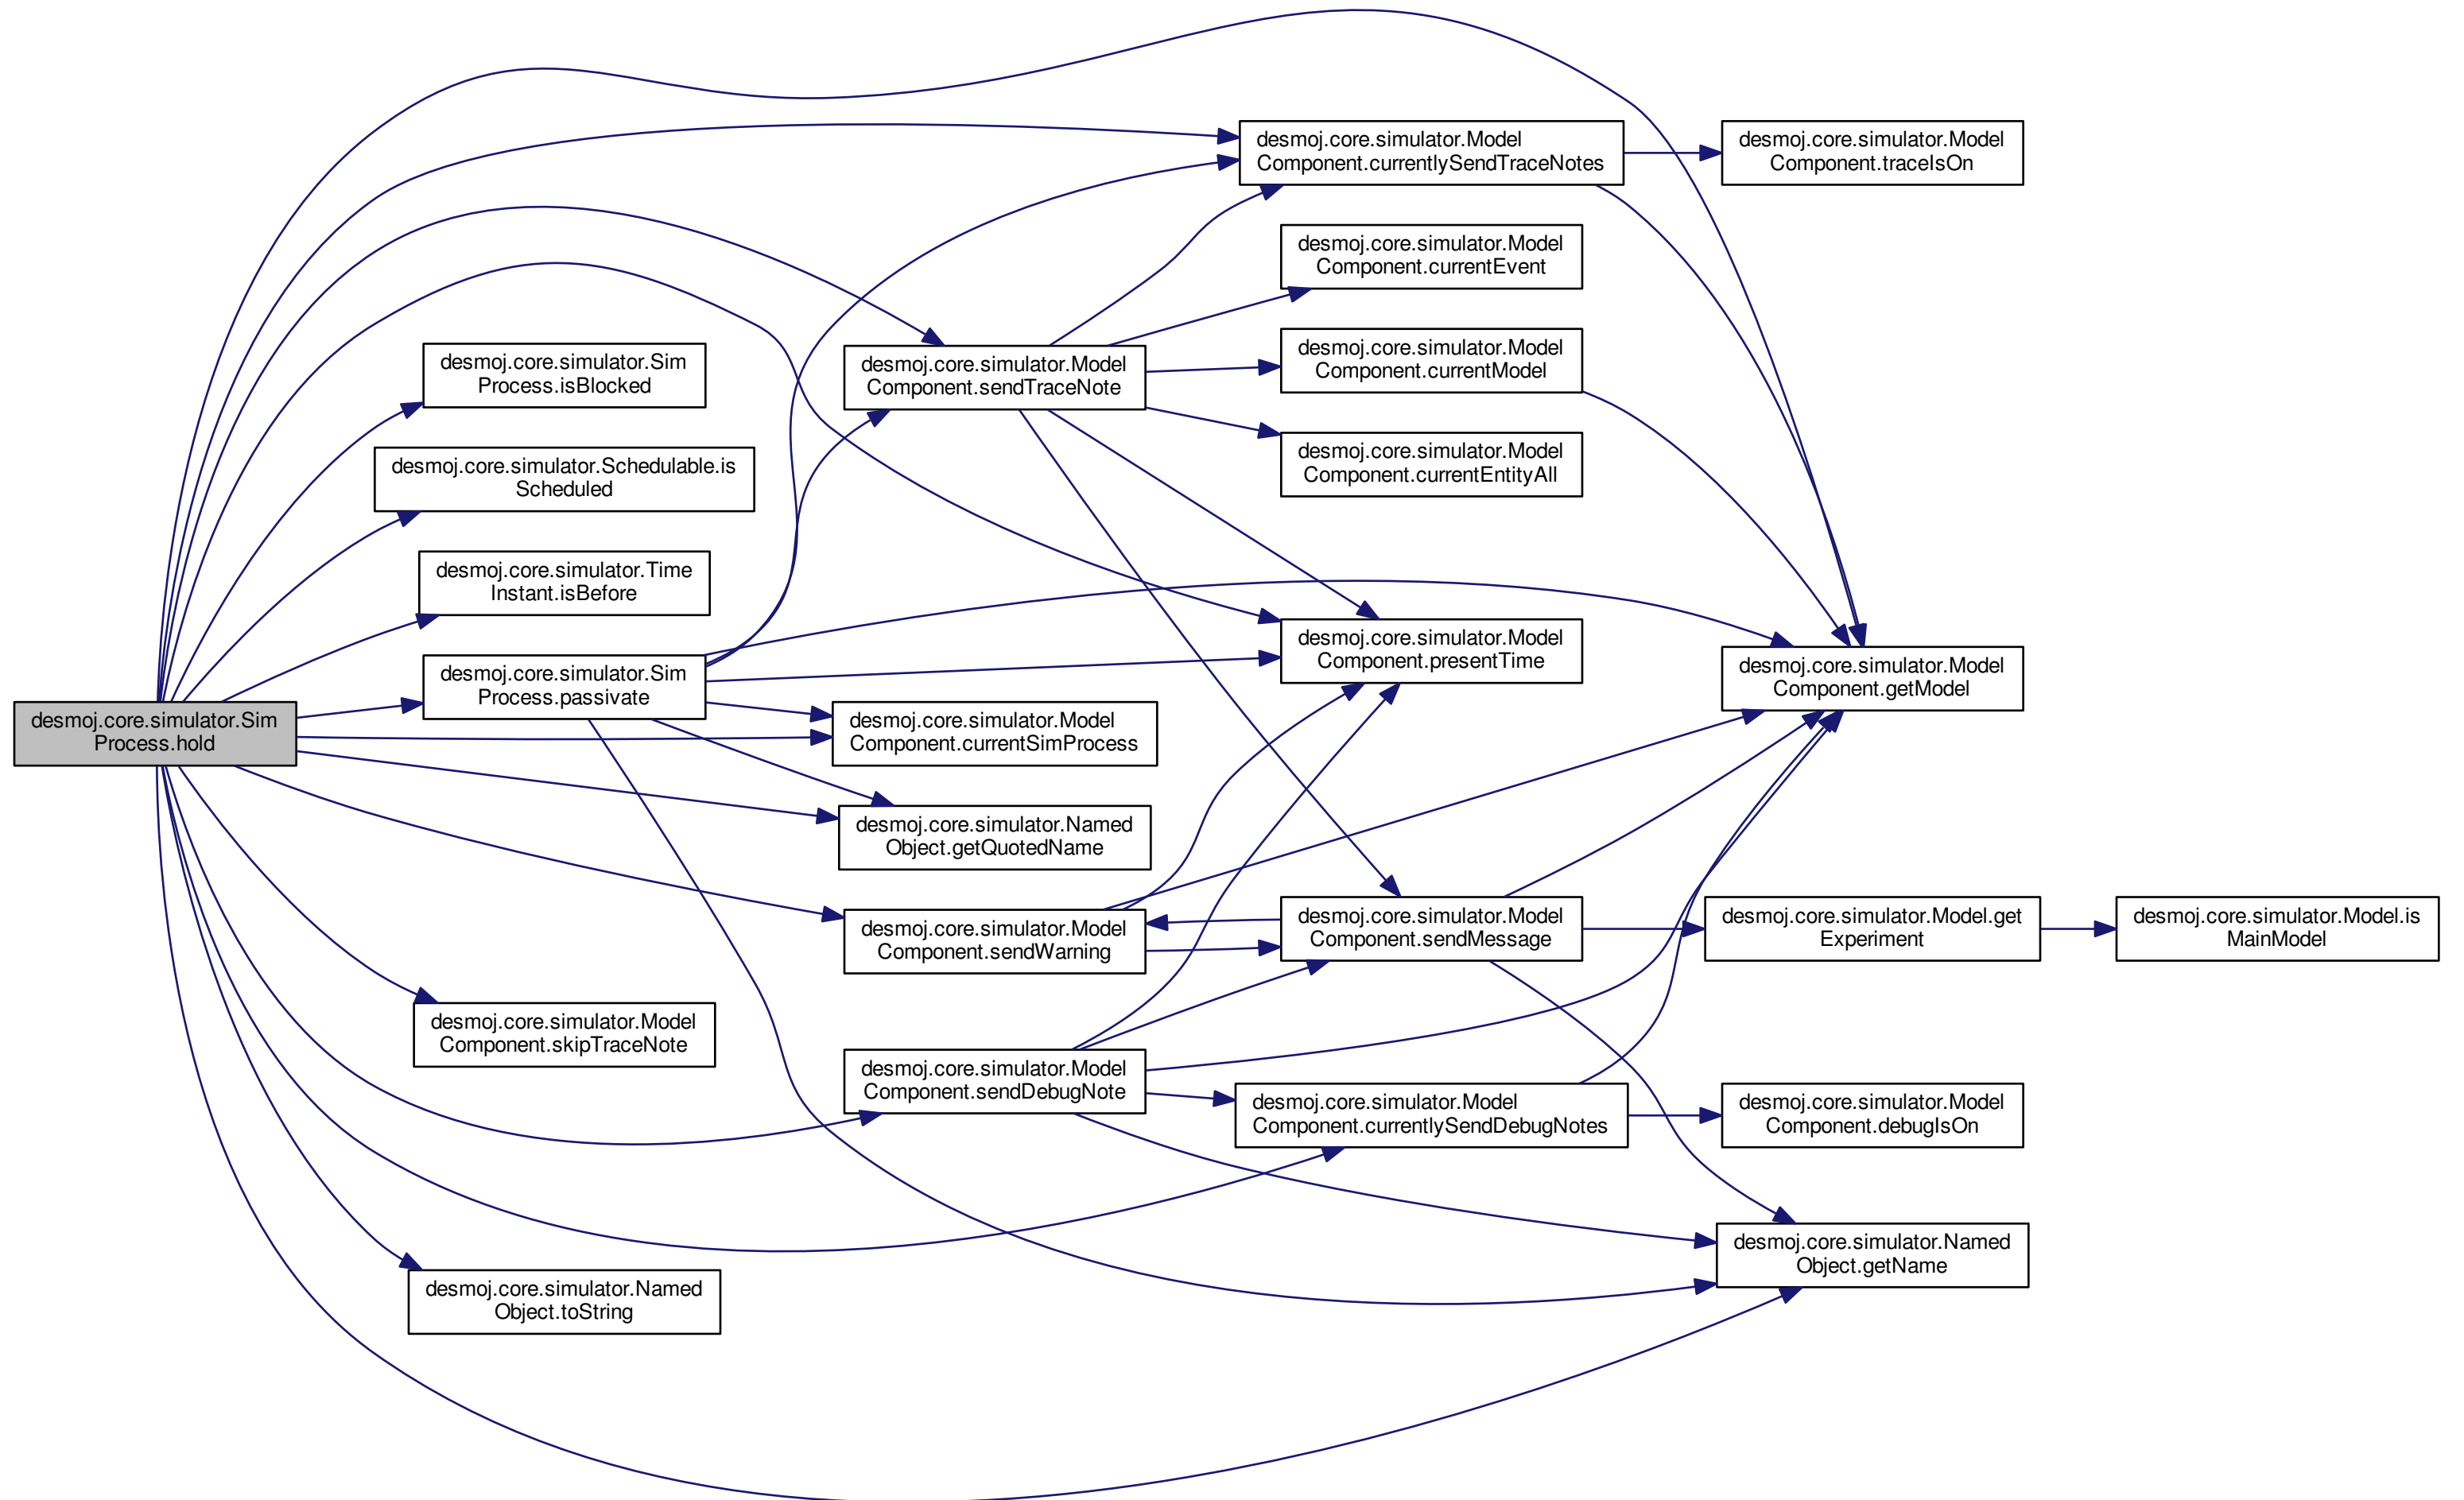 desmoj.core.simulator.Model
Component.currentlySendTraceNotes
desmoj.core.simulator.Model
Component.traceIsOn
desmoj.core.simulator.Model
Component.currentEvent
desmoj.core.simulator.Model
Component.currentModel
desmoj.core.simulator.Sim
Process.isBlocked
desmoj.core.simulator.Model
Component.sendTraceNote
desmoj.core.simulator.Model
Component.currentEntityAll
desmoj.core.simulator.Schedulable.is
Scheduled
desmoj.core.simulator.Time
Instant.isBefore
desmoj.core.simulator.Model
Component.presentTime
desmoj.core.simulator.Model
Component.getModel
desmoj.core.simulator.Sim
Process.passivate
desmoj.core.simulator.Sim
Process.hold
desmoj.core.simulator.Model
Component.currentSimProcess
desmoj.core.simulator.Named
Object.getQuotedName
desmoj.core.simulator.Model
Component.sendWarning
desmoj.core.simulator.Model
Component.sendMessage
desmoj.core.simulator.Model.get
Experiment
desmoj.core.simulator.Model.is
MainModel
desmoj.core.simulator.Model
Component.skipTraceNote
desmoj.core.simulator.Model
Component.sendDebugNote
desmoj.core.simulator.Model
Component.currentlySendDebugNotes
desmoj.core.simulator.Model
Component.debugIsOn
desmoj.core.simulator.Named
Object.getName
desmoj.core.simulator.Named
Object.toString